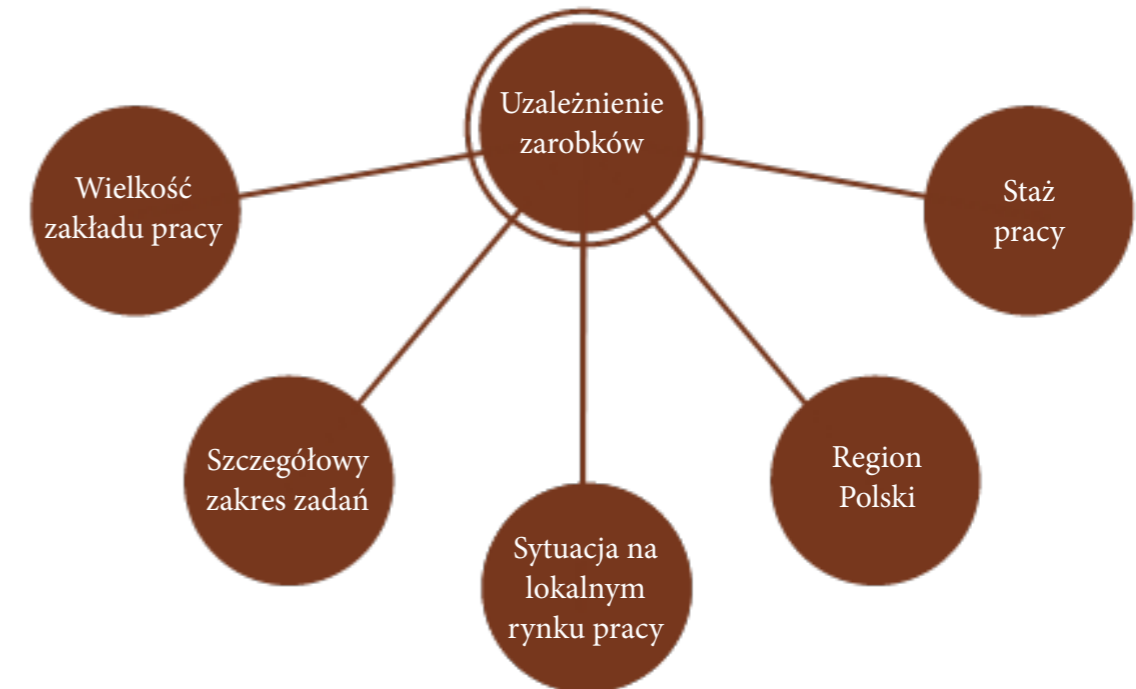 Uzależnienie
zarobków
Wielkość
zakładu pracy
Staż
pracy
Szczegółowy
zakres zadań
Region
Polski
Sytuacja na
lokalnym
rynku pracy